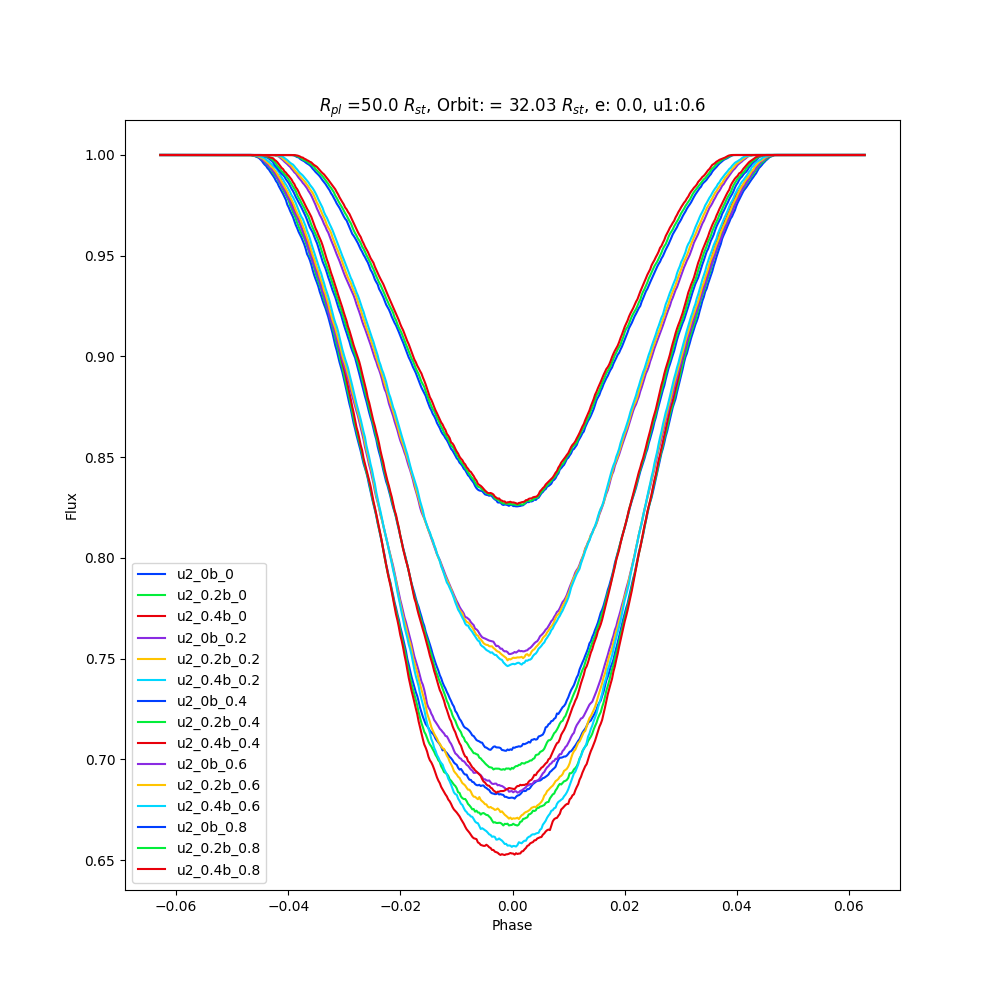 R_pl =50.0 R_st, Orbit: = 32.03 R_st, e: 0.0, u1:0.6
1.00
0.95
0.90
0.85
0.80
0.75
0.70
0.65
Flux
u2_0b_0
u2_0.2b_0
u2_0.4b_0
u2_0b_0.2
u2_0.2b_0.2
u2_0.4b_0.2
u2_0b_0.4
u2_0.2b_0.4
u2_0.4b_0.4
u2_0b_0.6
u2_0.2b_0.6
u2_0.4b_0.6
u2_0b_0.8
u2_0.2b_0.8
u2_0.4b_0.8
−0.06 −0.04 −0.02 0.00 0.02 0.04 0.06
Phase